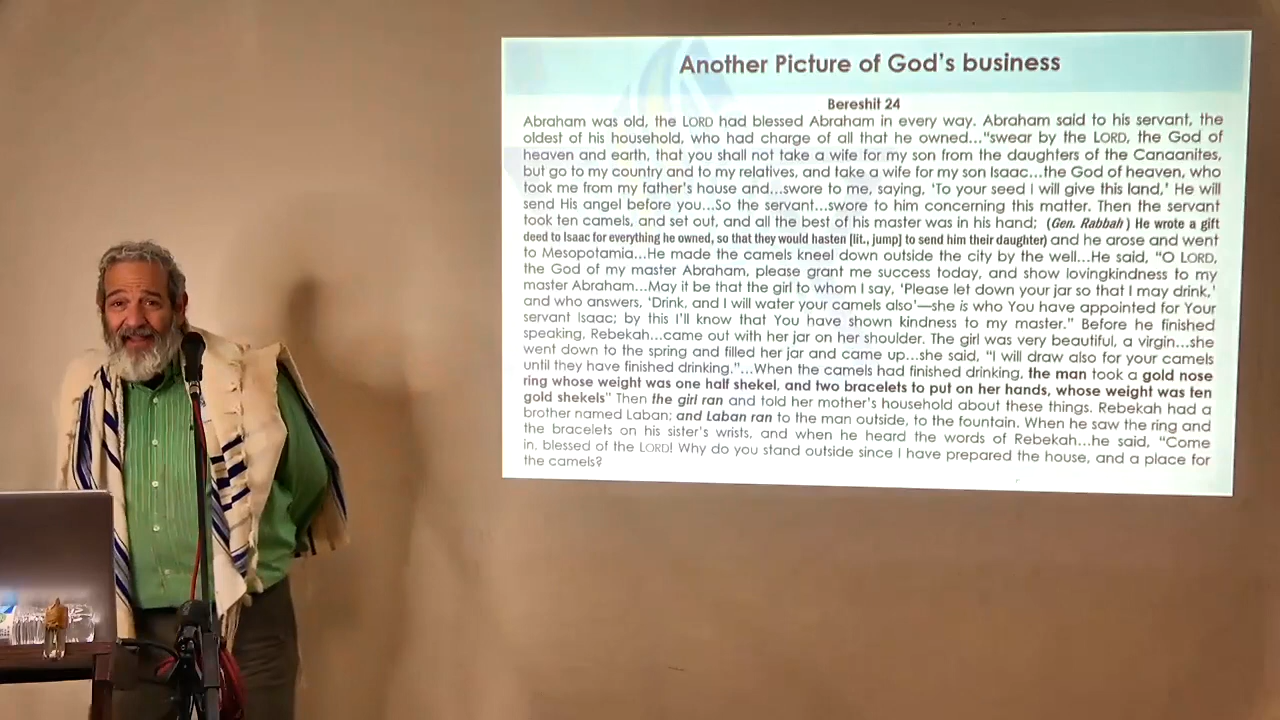 Another Picture of God's business
Bereshit 24
Abraham was old, the LORD had blessed Abraham in every way. Abraham said to his servant, the
oldest of his household, who had charge of all that he owned…"swear by the LORD, the God of
heaven and earth, that you shall not take a wife for my son from the daughters of the Canaanites,
but go to my country and to my relatives, and take a wife for my son Isaac…the God of heaven, who
took me from my father's house and…swore to me, saying, 'To your seed I will give this land,' He will
send His angel before you…So the servant…swore to him concerning this matter. Then the servant
took ten camels, and set out, and all the best of his master was in his hand; (Gen. Rabbah ) He wrote a gift
deed to Isaac for everything he owned, so that they would hasten [lit., jump] to send him their daughter) and he arose and went
to Mesopotamia…He made the camels kneel down outside the city by the well…He said, "O LORD,
the God of my master Abraham, please grant me success today, and show lovingkindness to my
master Abraham…May it be that the girl to whom I say, 'Please let down your jar so that I may drink,'
and who answers, 'Drink, and I will water your camels also'—she is who You have appointed for Your
servant Isaac; by this I'll know that You have shown kindness to my master." Before he finished
speaking, Rebekah…came out with her jar on her shoulder. The girl was very beautiful, a virgin…she
went down to the spring and filled her jar and came up…she said, "I will draw also for your camels
until they have finished drinking."…When the camels had finished drinking, the man took a gold nose
ring whose weight was one half shekel, and two bracelets to put on her hands, whose weight was ten
gold shekels" Then the girl ran and told her mother's household about these things. Rebekah had a
brother named Laban; and Laban ran to the man outside, to the fountain. When he saw the ring and
the bracelets on his sister's wrists, and when he heard the words of Rebekah…he said, "Come
in, blessed of the LORD! Why do you stand outside since I have prepared the house, and a place for
the camels?